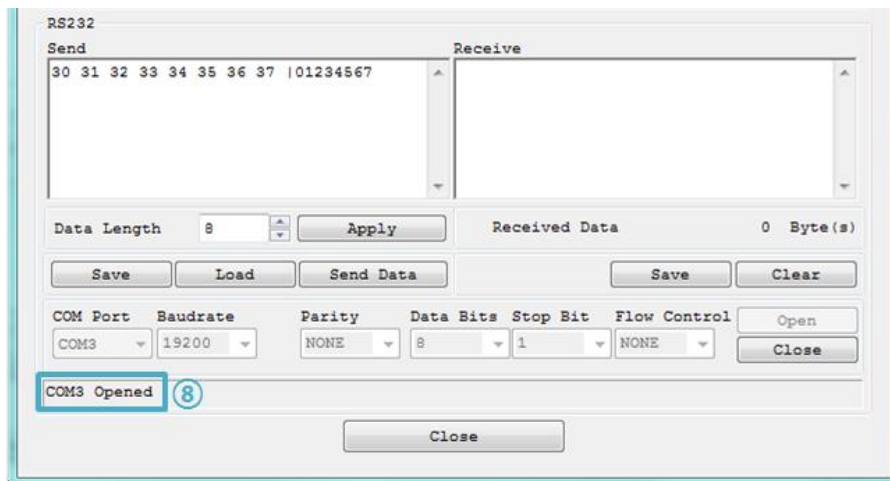 RS232
Send Receive
30 31 32 33 34 35 36 37 |01234567
Data Length 8 Apply Received Data 0 Byte(s)
Save Load Send Data Save Clear
COM Port Baudrate Parity Data Bits Stop Bit Flow Control Open
COM3 19200 NONE 8 1 NONE Close
COM3 Opened ⑧
Close